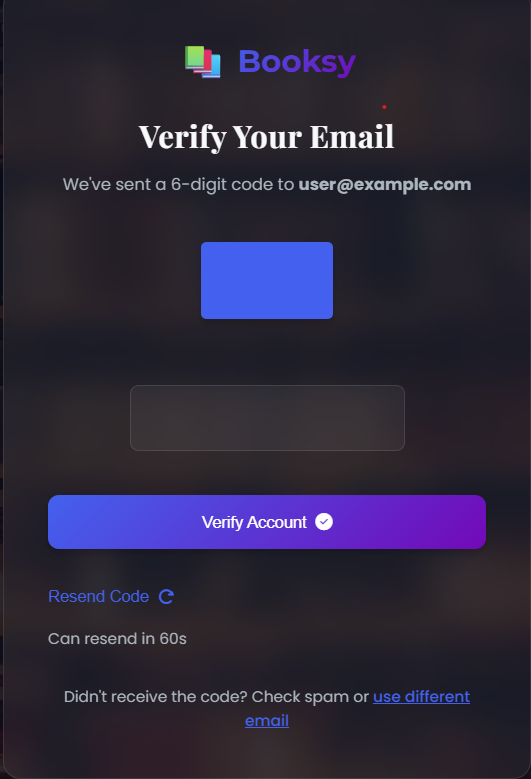 Booksy
Verify Your Email
We've sent a 6-digit code to user@example.com
Verify Account
Resend Code
Can resend in 60s
Didn't receive the code? Check spam or use different
email